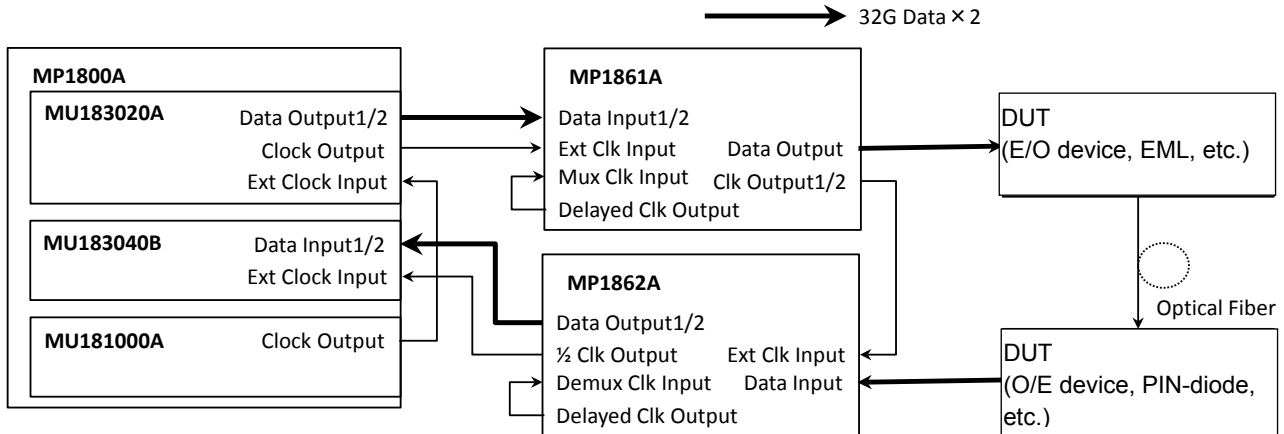 32G Data × 2
MP1800A
MU183020A
Data Output1/2
Clock Output
Ext Clock Input
MU183040B
Data Input1/2
Ext Clock Input
MU181000A
Clock Output
MP1861A
Data Input1/2
Ext Clk Input Data Output
Mux Clk Input Clk Output1/2
Delayed Clk Output
MP1862A
Data Output1/2
½ Clk Output Ext Clk Input
Demux Clk Input Data Input
Delayed Clk Output
DUT
(E/O device, EML, etc.)
Optical Fiber
DUT
(O/E device, PIN-diode,
etc.)